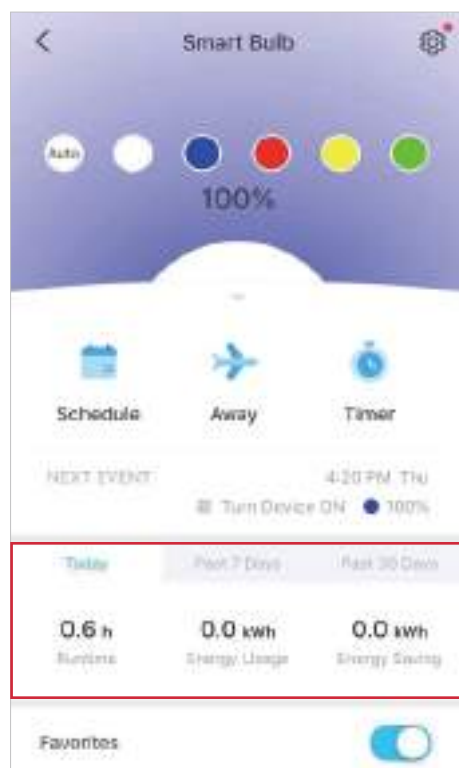 Smart Bulb
Auto
100%
Schedule Away Timer
NEXT EVENT 4:20 PM Thu
Turn Device ON 100%
Today Past 7 Days Past 30 Days
0.6 h 0.0 kWh 0.0 kWh
Runtime Energy Usage Energy Saving
Favorites